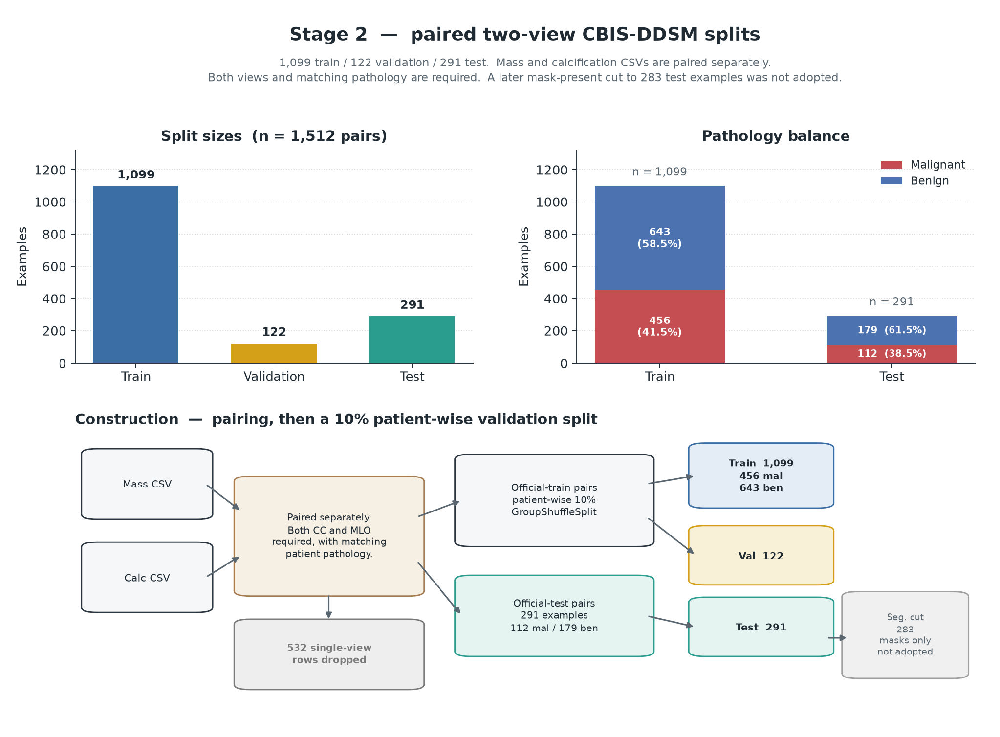 Stage 2 — paired two-view CBIS-DDSM splits
1,099 train / 122 validation / 291 test. Mass and calcification CSVs are paired separately.
Both views and matching pathology are required. A later mask-present cut to 283 test examples was not adopted.
Split sizes (n = 1,512 pairs)
Examples
1200
1000
800
600
400
200
0
1,099
122
291
Train
Validation
Test
Pathology balance
Examples
1200
1000
800
600
400
200
0
Malignant
Benign
n = 1,099
643
(58.5%)
456
(41.5%)
n = 291
179 (61.5%)
112 (38.5%)
Train
Test
Construction — pairing, then a 10% patient-wise validation split
Mass CSV
Calc CSV
Paired separately.
Both CC and MLO
required, with matching
patient pathology.
532 single-view
rows dropped
Official-train pairs
patient-wise 10%
GroupShuffleSplit
Official-test pairs
291 examples
112 mal / 179 ben
Train 1,099
456 mal
643 ben
Val 122
Test 291
Seg. cut
283
masks only
not adopted